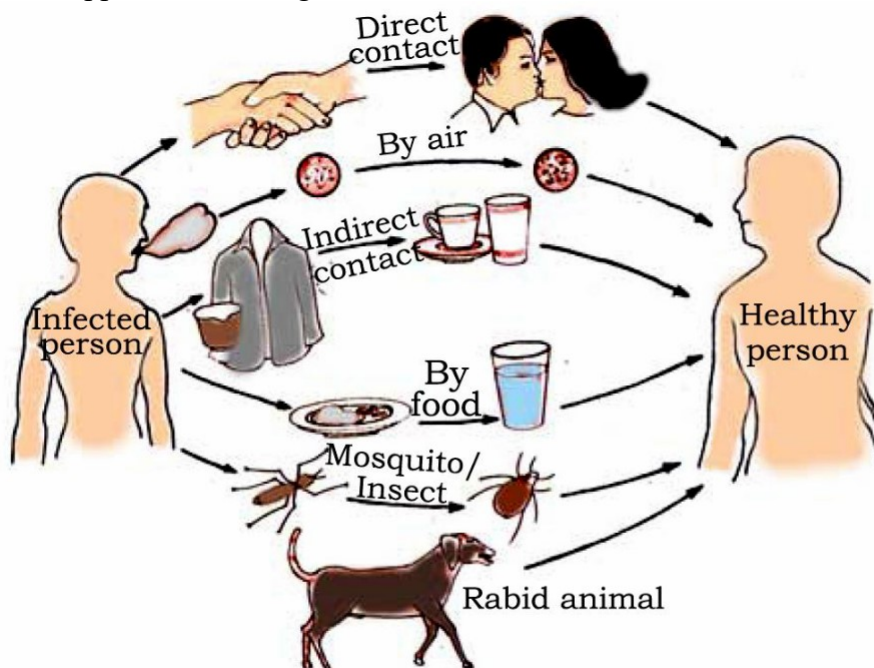 Direct
contact
By air
Indirect
contact
Infected
person
Healthy
person
By
food
Mosquito/
Insect
Rabid animal